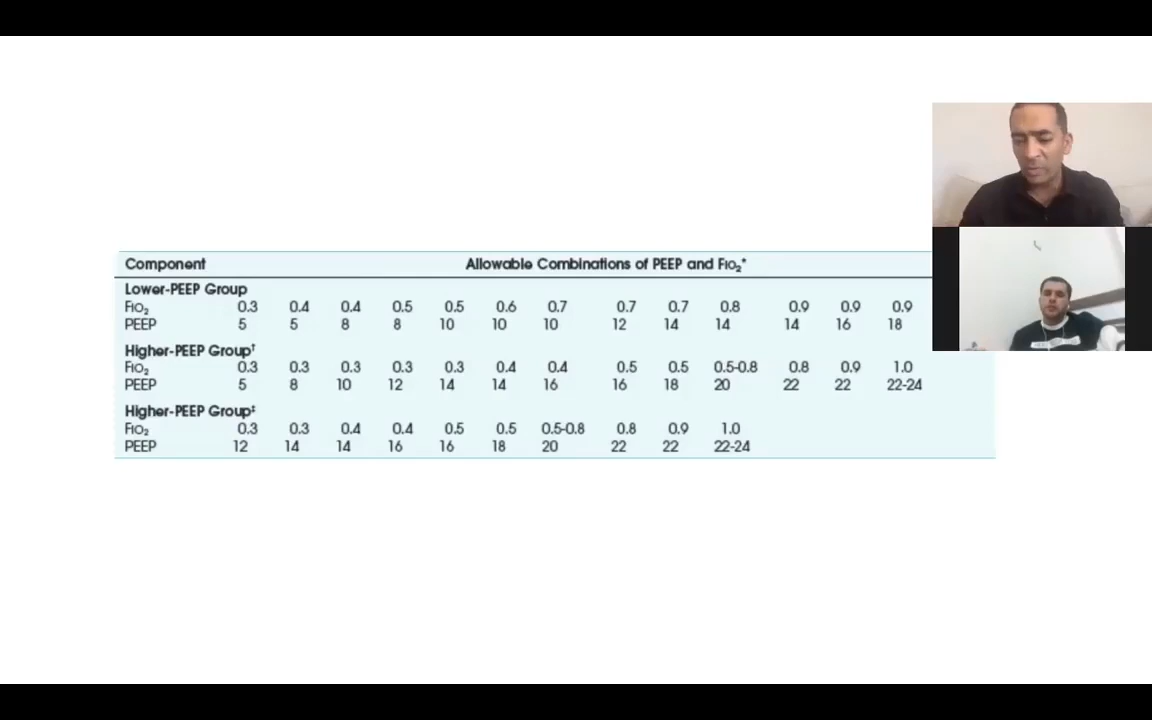 Component Allowable Combinations of PEEP and FIO₂*
Lower-PEEP Group
FIO₂ 0.3 0.4 0.4 0.5 0.5 0.6 0.7 0.7 0.7 0.8 0.9 0.9 0.9
PEEP 5 5 8 8 10 10 10 12 14 14 14 16 18
Higher-PEEP Group†
FIO₂ 0.3 0.3 0.3 0.3 0.3 0.4 0.4 0.5 0.5 0.5-0.8 0.8 0.9 1.0
PEEP 5 8 10 12 14 14 16 16 18 20 22 22 22-24
Higher-PEEP Group‡
FIO₂ 0.3 0.3 0.4 0.4 0.5 0.5 0.5-0.8 0.8 0.9 1.0
PEEP 12 14 14 16 16 18 20 22 22 22-24